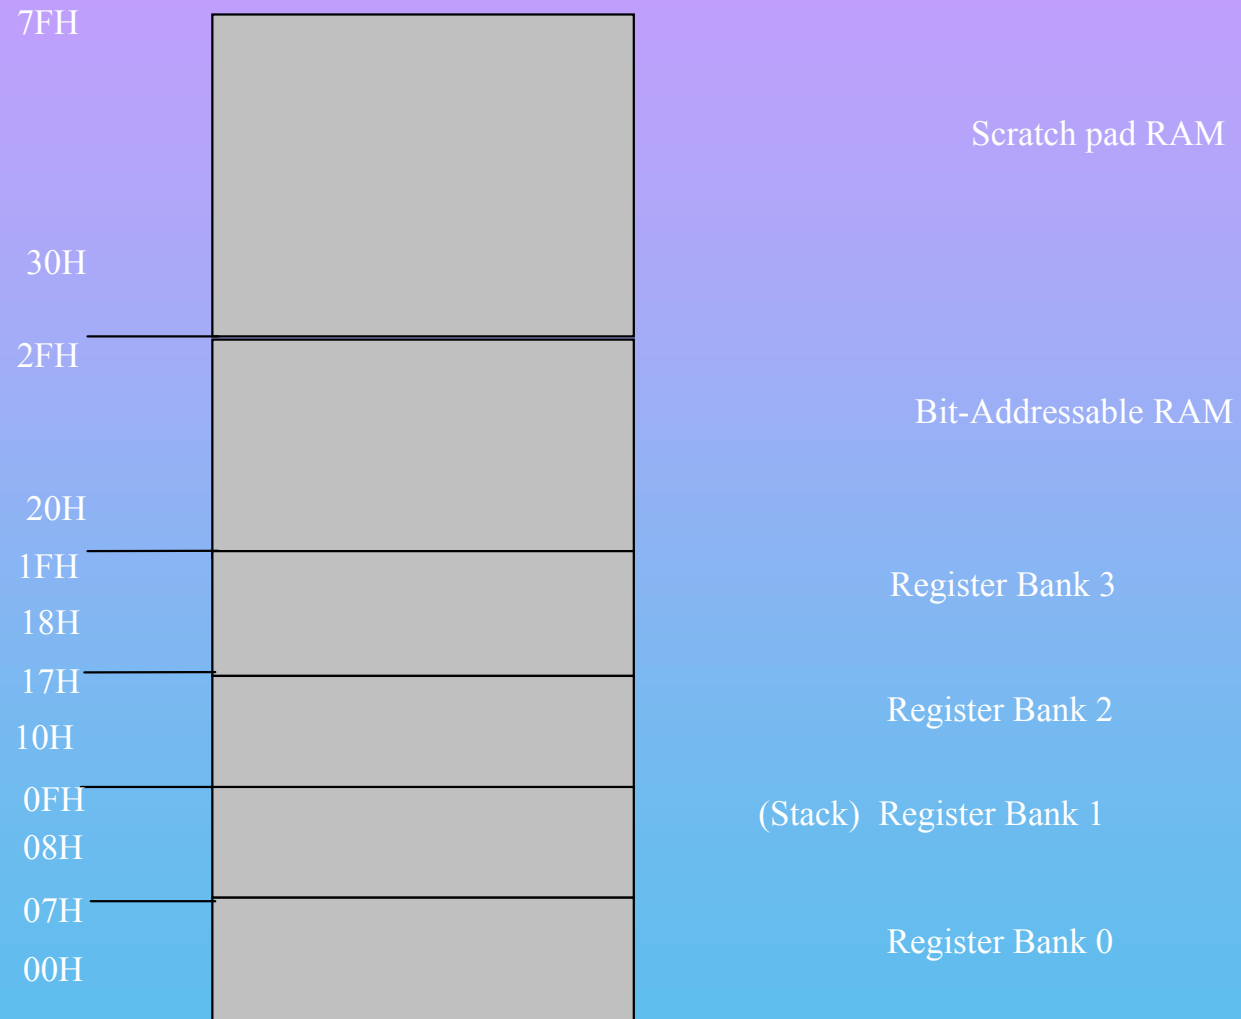 7FH
Scratch pad RAM
30H
2FH
Bit-Addressable RAM
20H
1FH
Register Bank 3
18H
17H
Register Bank 2
10H
0FH
(Stack) Register Bank 1
08H
07H
Register Bank 0
00H